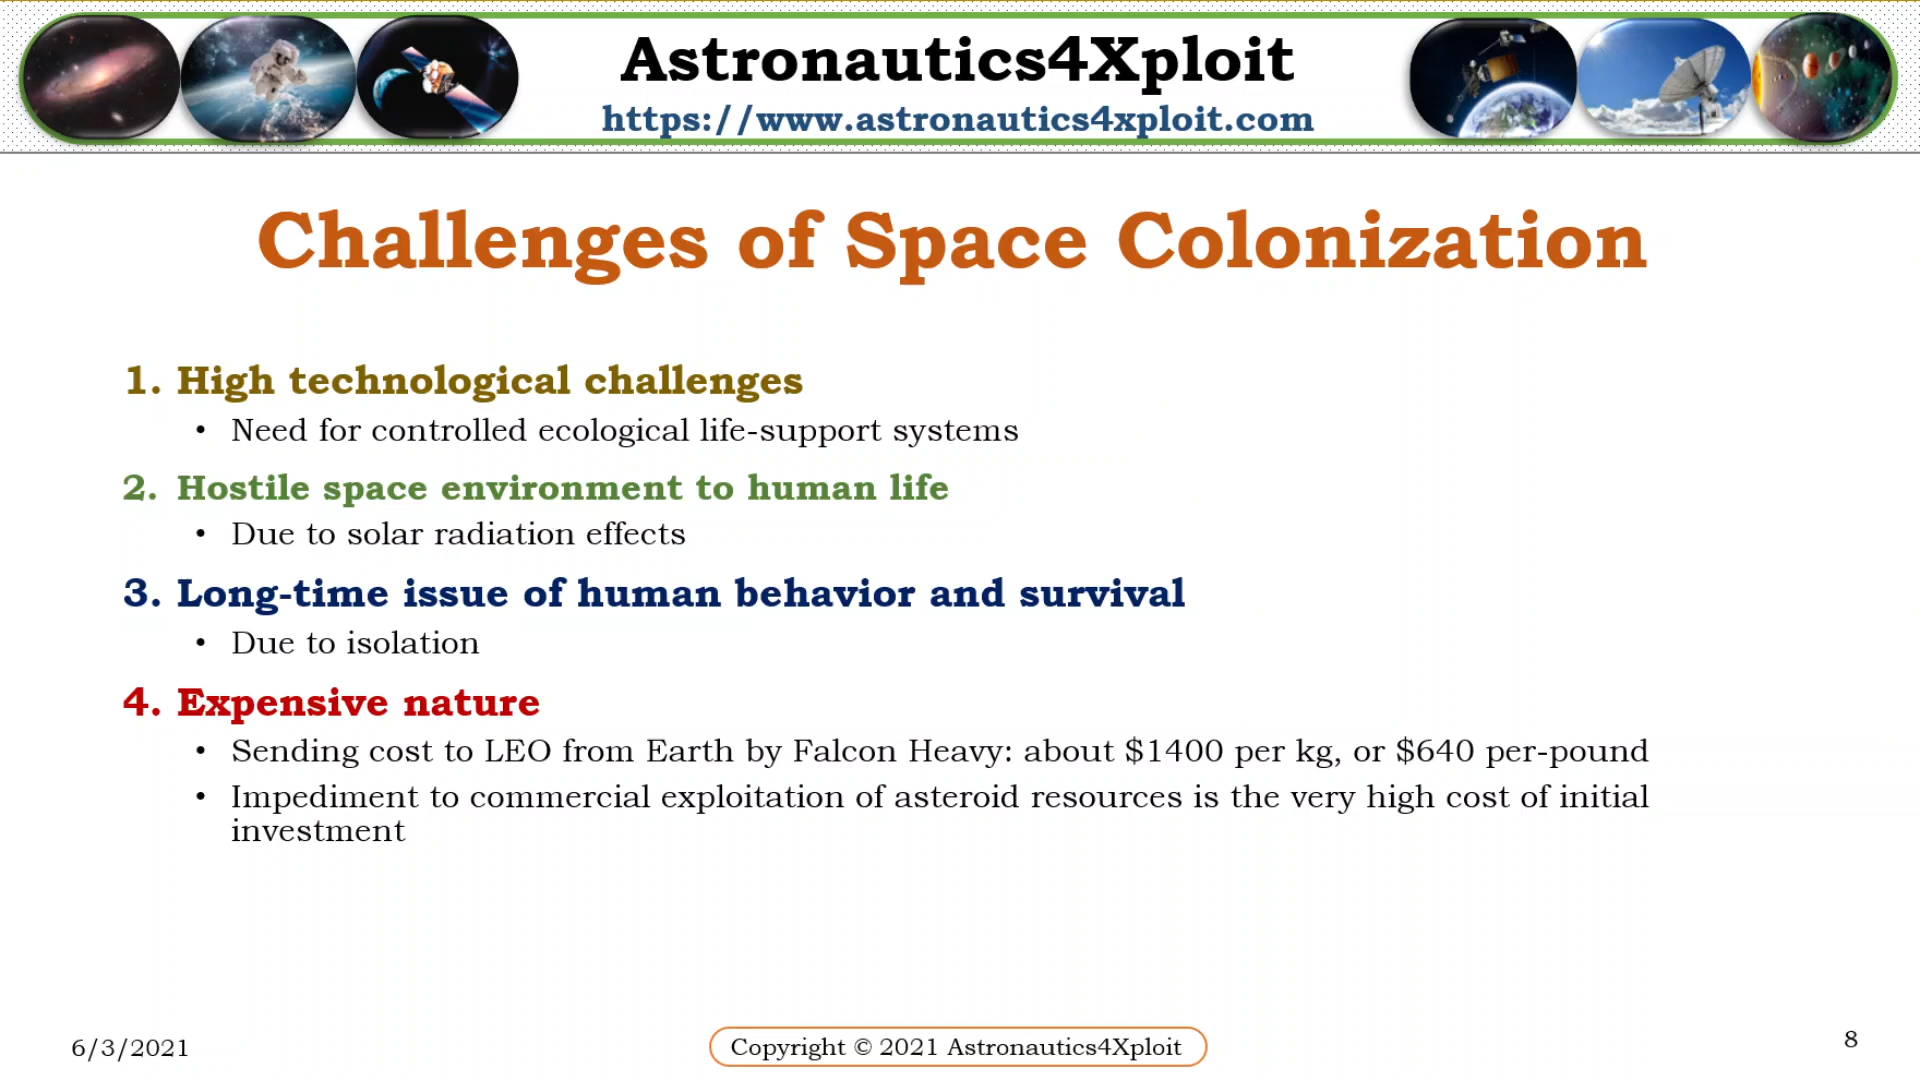 Astronautics4Xploit
https://www.astronautics4xploit.com
Challenges of Space Colonization
1. High technological challenges
• Need for controlled ecological life-support systems
2. Hostile space environment to human life
• Due to solar radiation effects
3. Long-time issue of human behavior and survival
• Due to isolation
4. Expensive nature
• Sending cost to LEO from Earth by Falcon Heavy: about $1400 per kg, or $640 per-pound
• Impediment to commercial exploitation of asteroid resources is the very high cost of initial
investment
6/3/2021
Copyright © 2021 Astronautics4Xploit
8